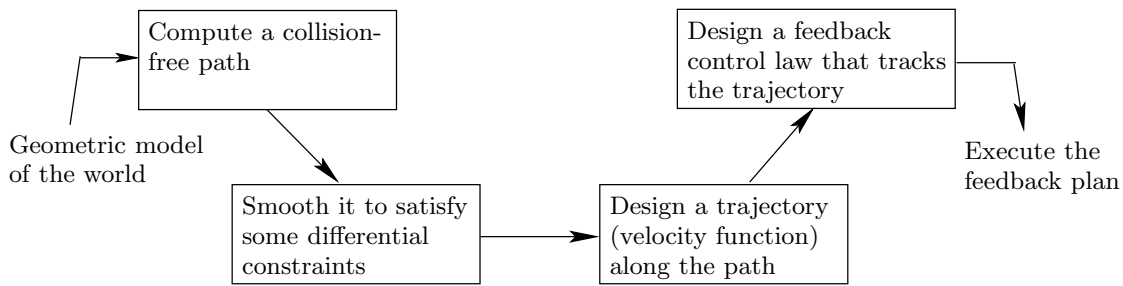 Geometric model
of the world
Compute a collision-
free path
Smooth it to satisfy
some differential
constraints
Design a trajectory
(velocity function)
along the path
Design a feedback
control law that tracks
the trajectory
Execute the
feedback plan